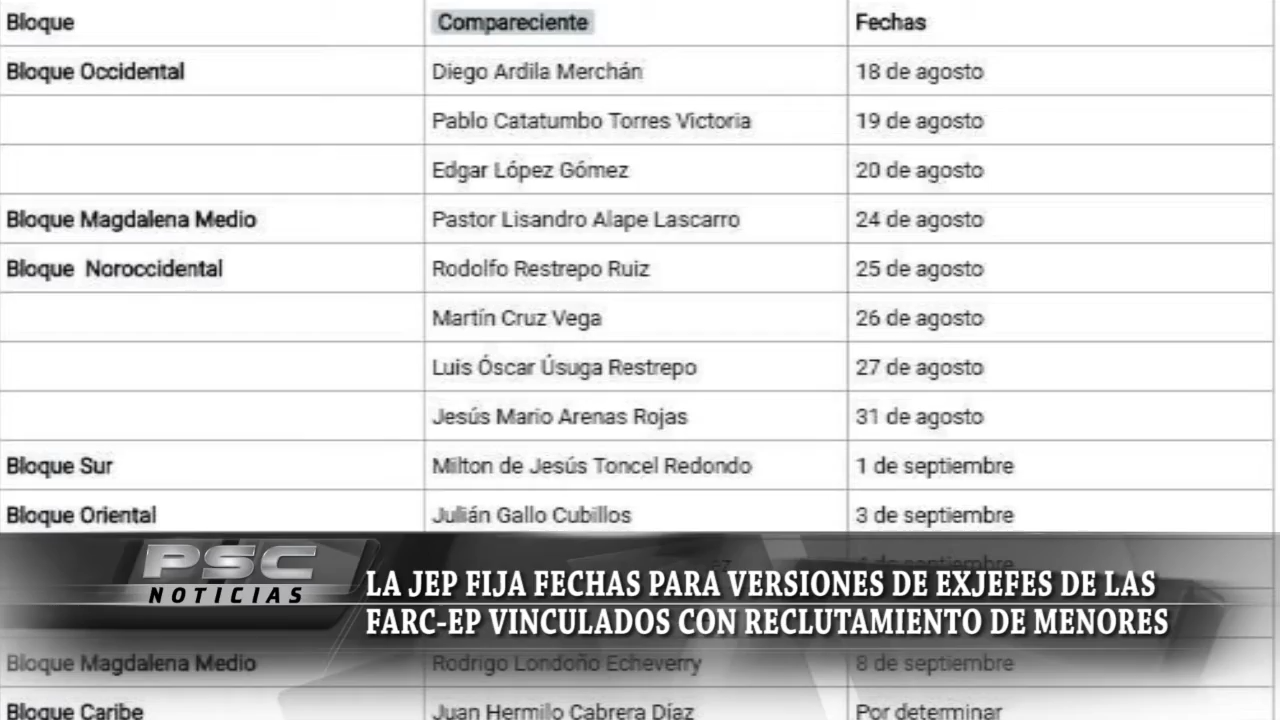 Bloque Compareciente Fechas
Bloque Occidental Diego Ardila Merchán 18 de agosto
Pablo Catatumbo Torres Victoria 19 de agosto
Edgar López Gómez 20 de agosto
Bloque Magdalena Medio Pastor Lisandro Alape Lascarro 24 de agosto
Bloque Noroccidental Rodolfo Restrepo Ruiz 25 de agosto
Martín Cruz Vega 26 de agosto
Luis Óscar Úsuga Restrepo 27 de agosto
Jesús Mario Arenas Rojas 31 de agosto
Bloque Sur Milton de Jesús Toncel Redondo 1 de septiembre
Bloque Oriental Julián Gallo Cubillos 3 de septiembre
de septiembre
PSC
NOTICIAS
LA JEP FIJA FECHAS PARA VERSIONES DE EXJEFES DE LAS
FARC-EP VINCULADOS CON RECLUTAMIENTO DE MENORES
Bloque Magdalena Medio Rodrigo Londoño Echeverry 8 de septiembre
Bloque Caribe Juan Hermilo Cabrera Díaz Por determinar